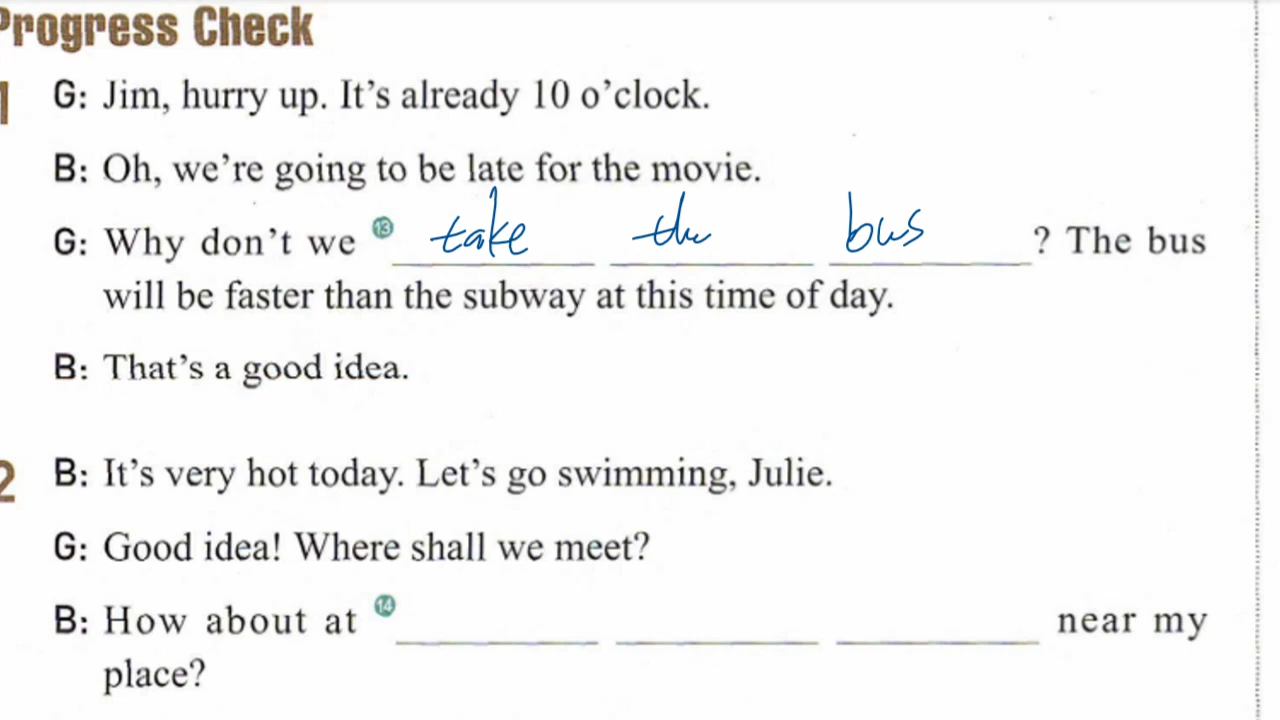 Progress Check
1 G: Jim, hurry up. It's already 10 o'clock.
B: Oh, we're going to be late for the movie.
G: Why don't we ⑬ take the bus ? The bus
will be faster than the subway at this time of day.
B: That's a good idea.
2 B: It's very hot today. Let's go swimming, Julie.
G: Good idea! Where shall we meet?
B: How about at ⑭ ______ ______ ______ near my
place?